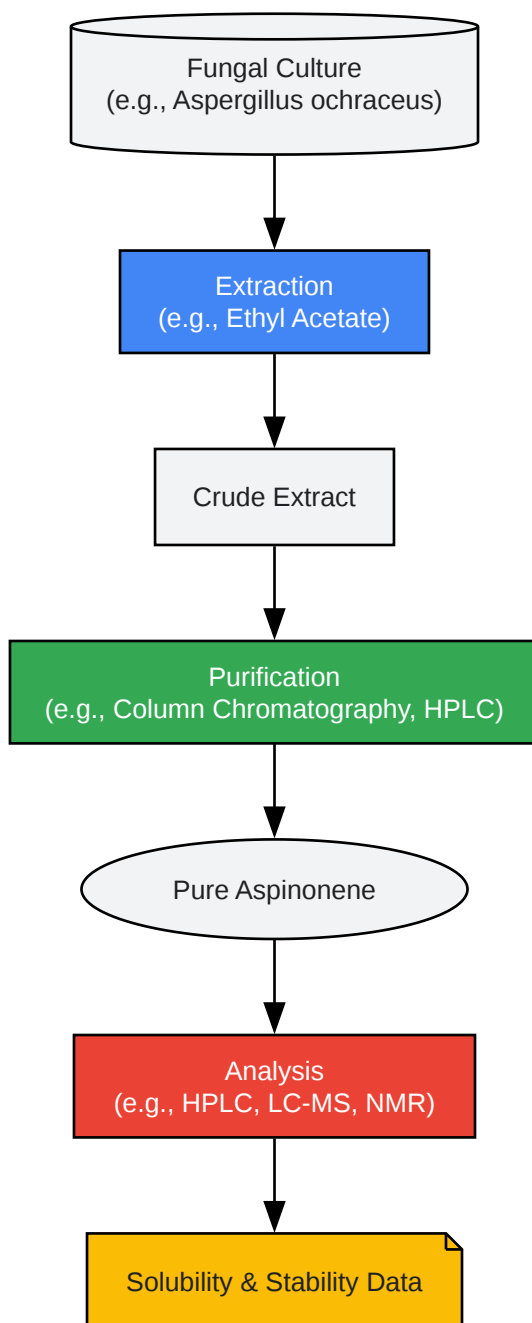 Fungal Culture
(e.g., Aspergillus ochraceus)
Extraction
(e.g., Ethyl Acetate)
Crude Extract
Purification
(e.g., Column Chromatography, HPLC)
Pure Aspinonene
Analysis
(e.g., HPLC, LC-MS, NMR)
Solubility & Stability Data